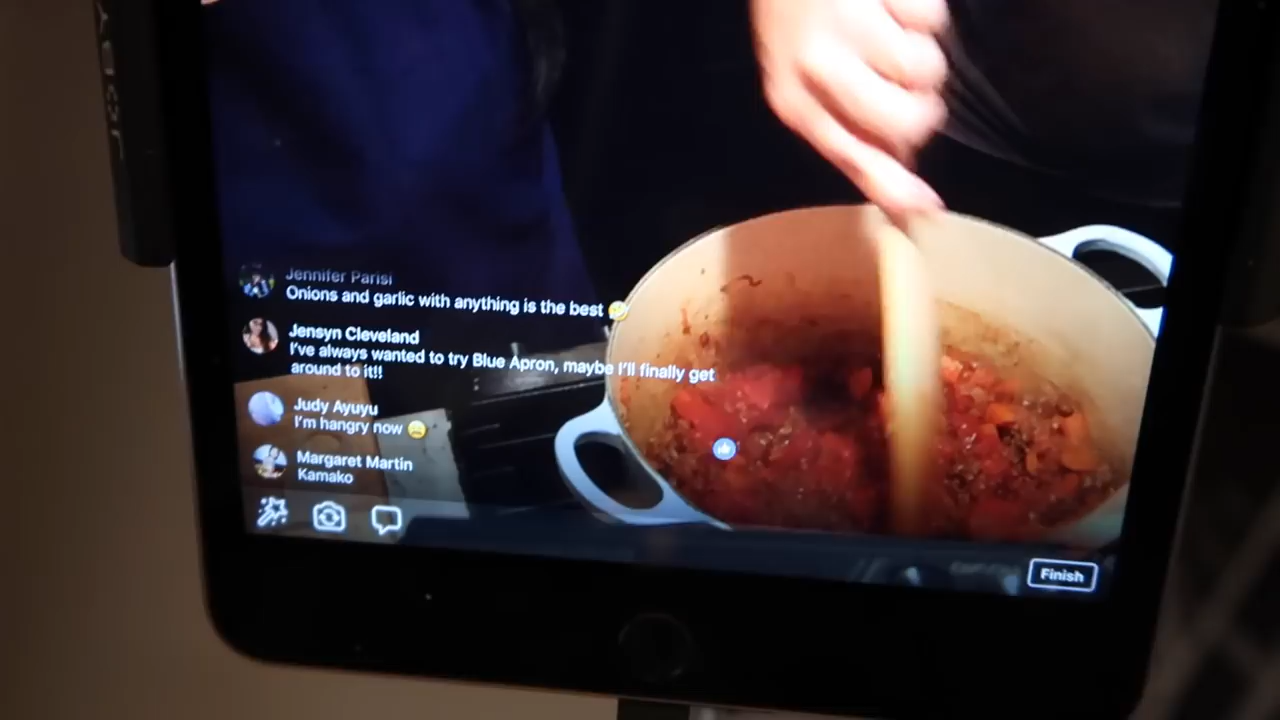 JOBY
Jennifer Parisi
Onions and garlic with anything is the best
Jensyn Cleveland
I've always wanted to try Blue Apron, maybe I'll finally get
around to it!!
Judy Ayuyu
I'm hangry now
Margaret Martin
Kamako
Finish